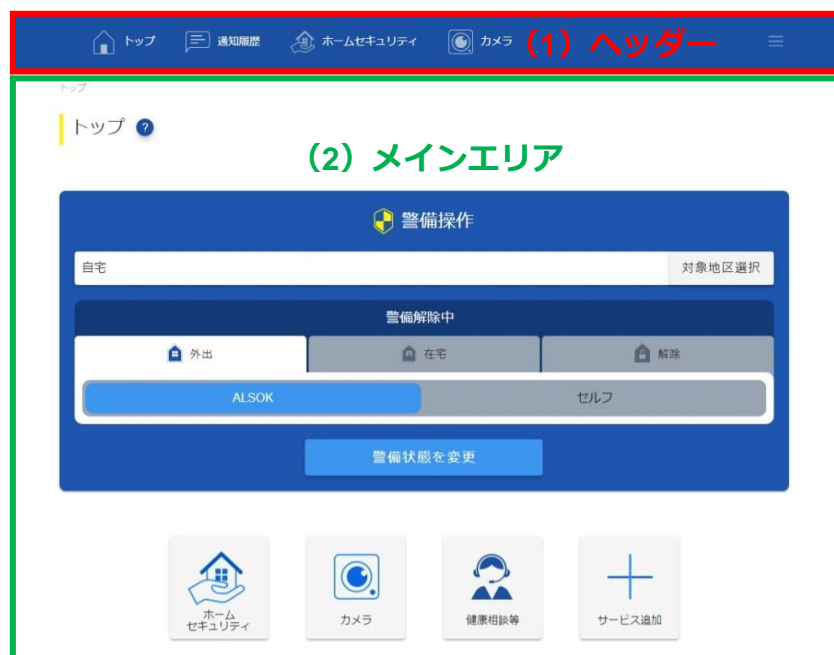 トップ 通知履歴 ホームセキュリティ カメラ (1) ヘッダー
トップ
トップ ?
(2) メインエリア
警備操作
自宅 対象地区選択
警備解除中
外出 在宅 解除
ALSOK セルフ
警備状態を変更
ホーム
セキュリティ カメラ 健康相談等 サービス追加